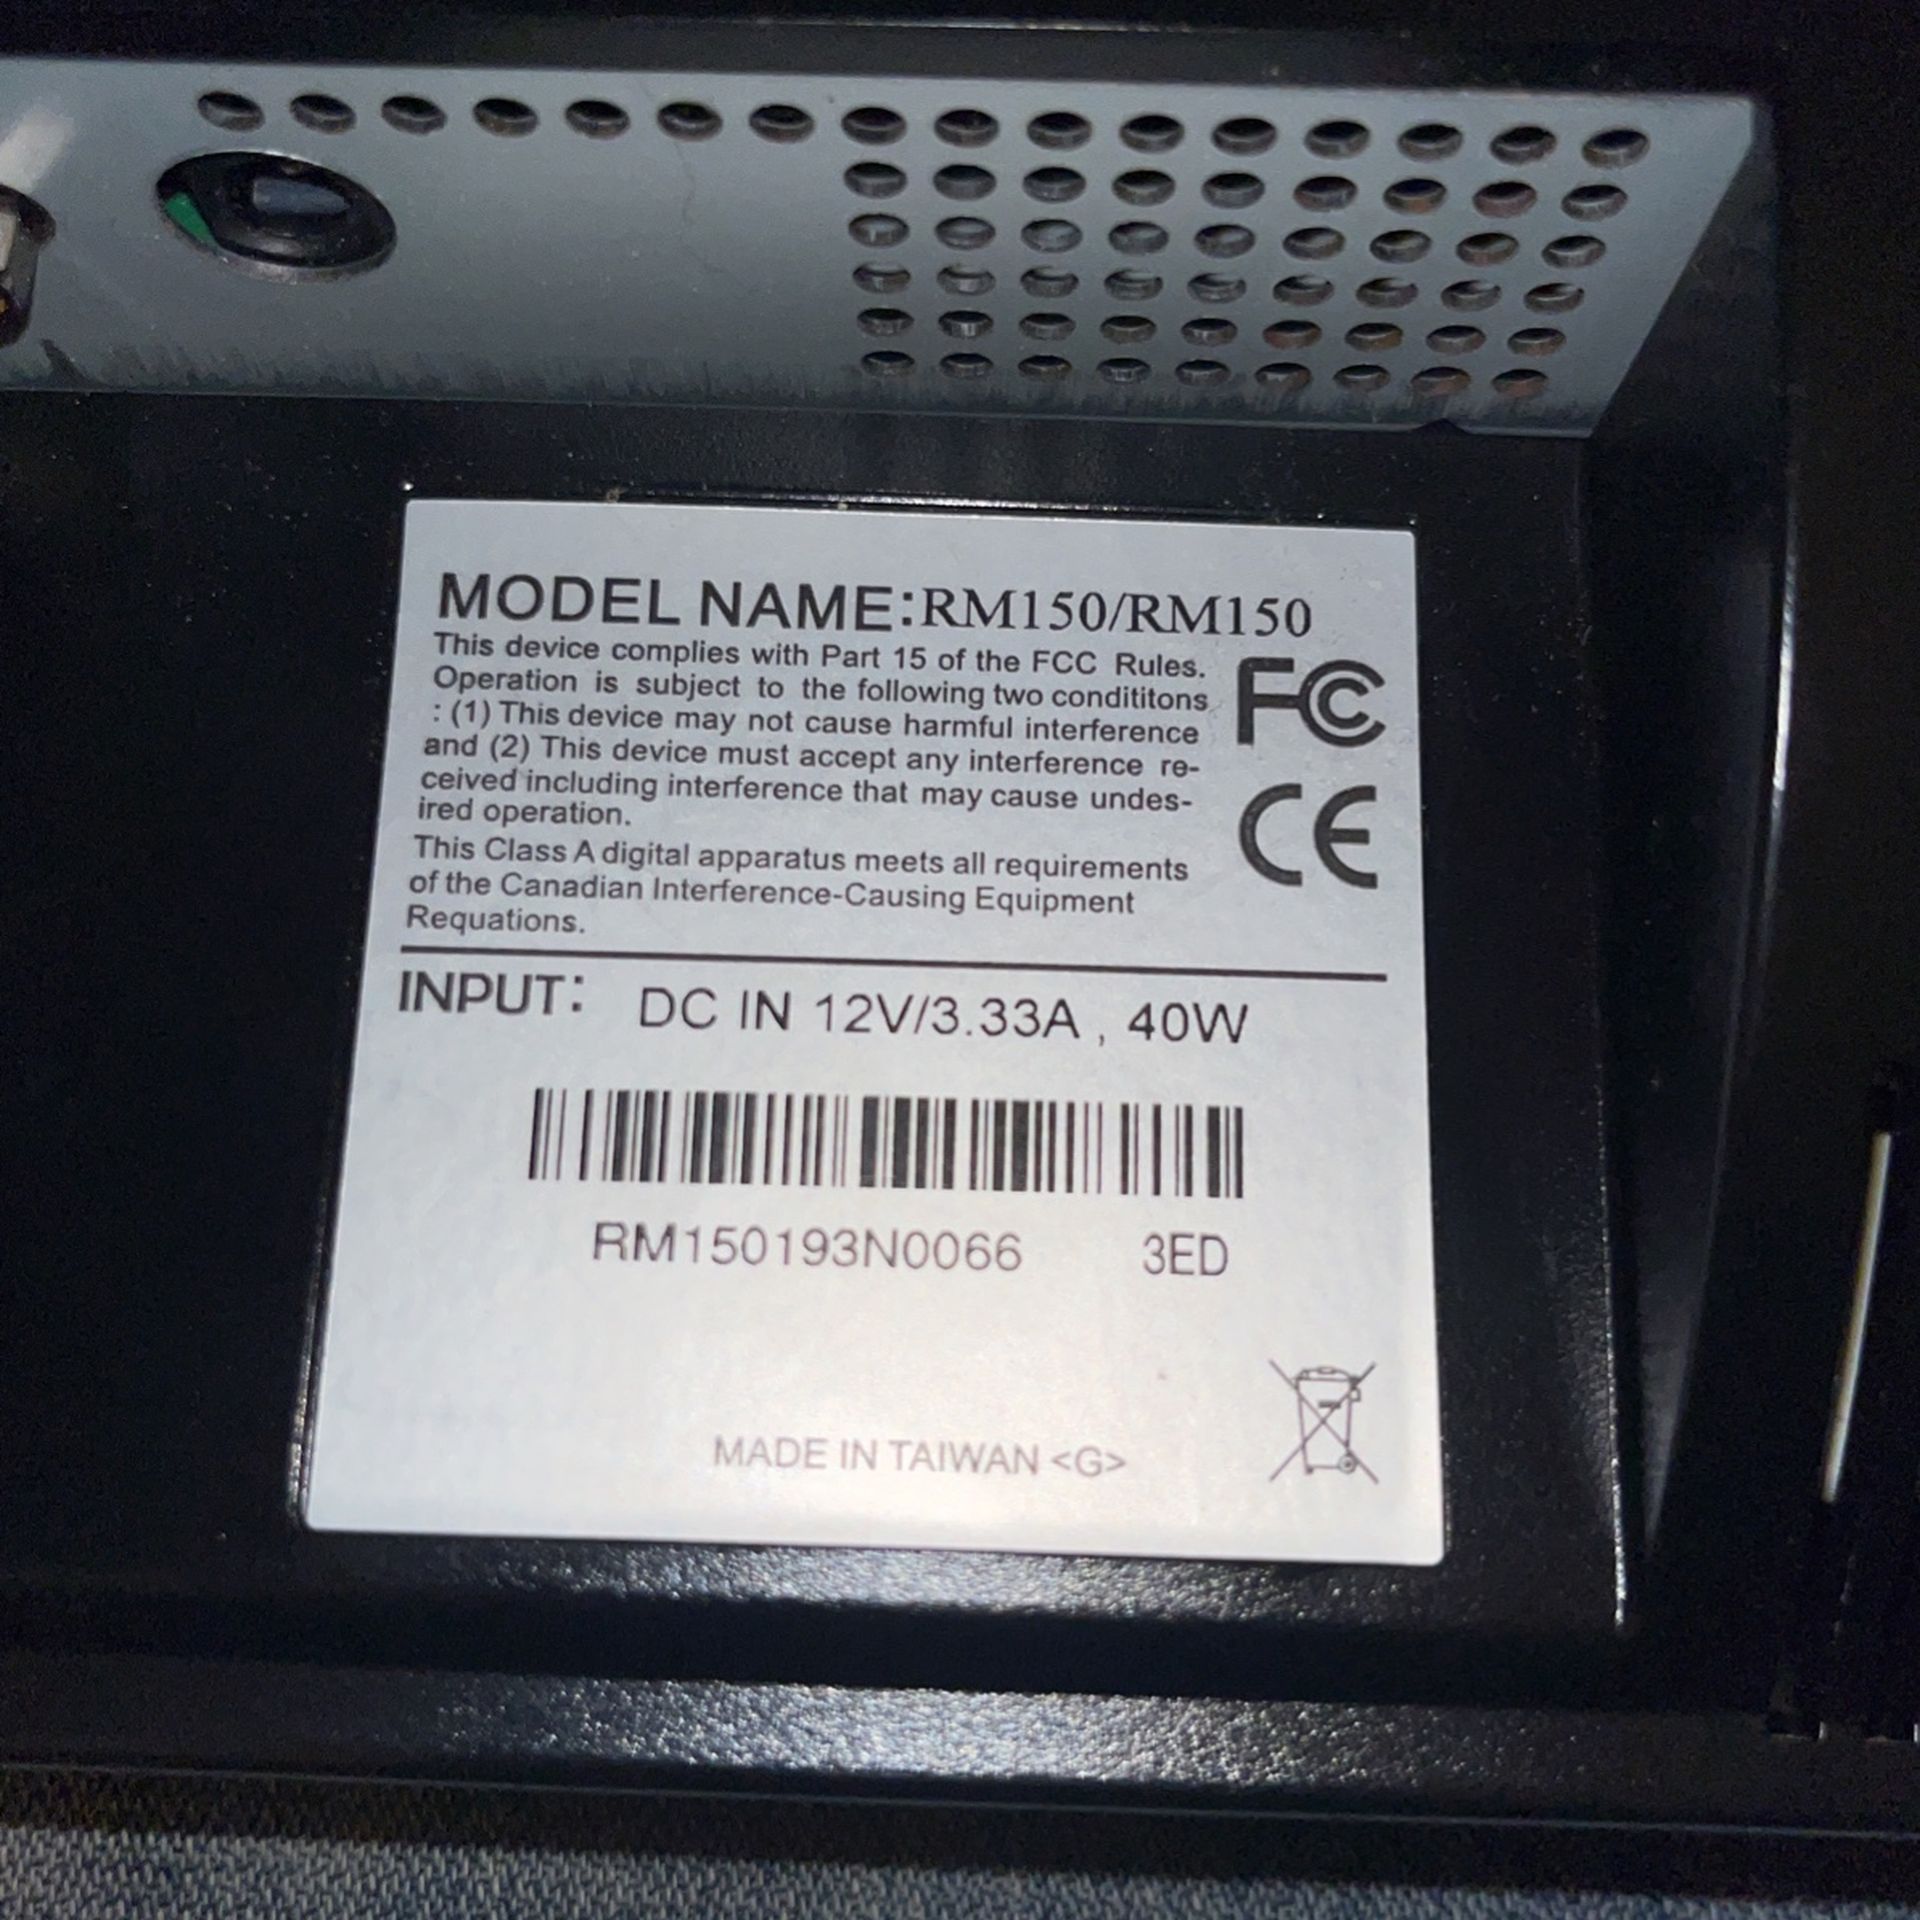 MODEL NAME:RM150/RM150
This device complies with Part 15 of the FCC Rules.
Operation is subject to the following two condititons
: (1) This device may not cause harmful interference
and (2) This device must accept any interference re-
ceived including interference that may cause undes-
ired operation.
This Class A digital apparatus meets all requirements
of the Canadian Interference-Causing Equipment
Requations.
FC
CE
INPUT: DC IN 12V/3.33A , 40W
RM150193N0066 3ED
MADE IN TAIWAN <G>